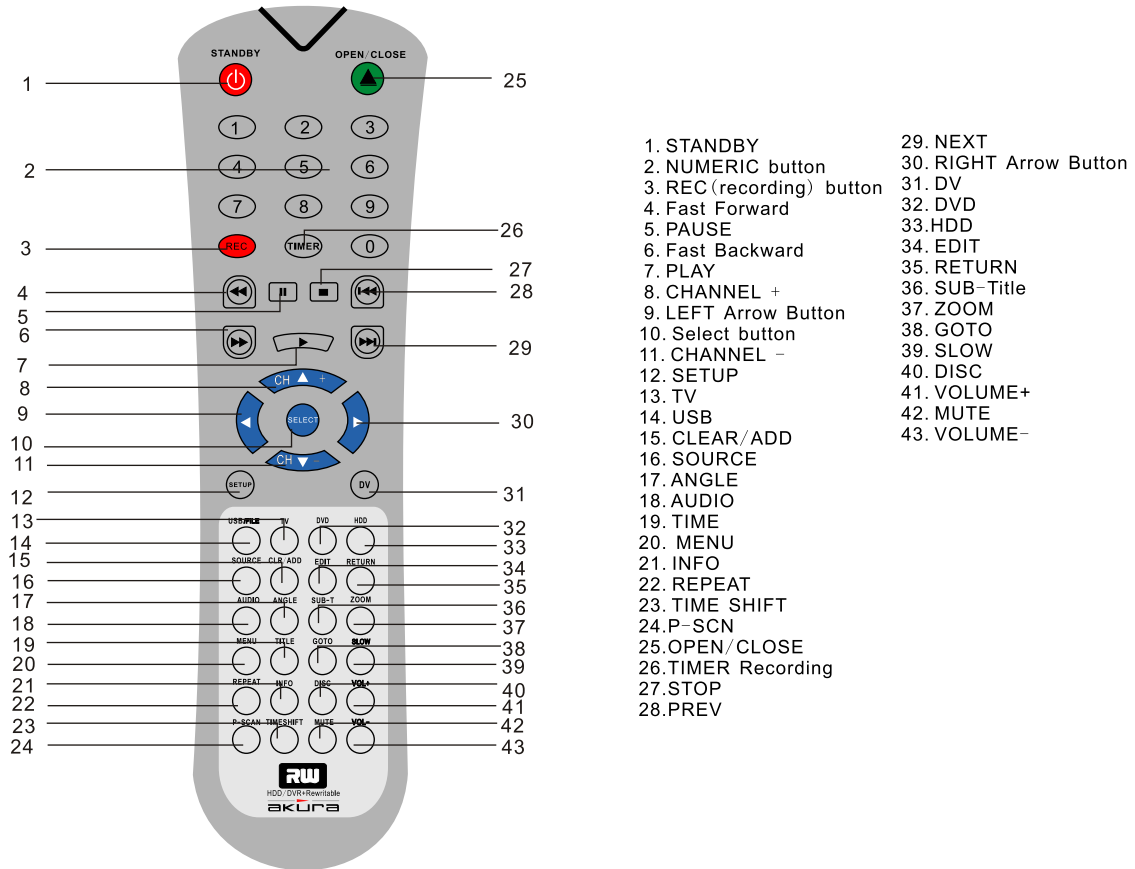 STANDBY OPEN/CLOSE
1 25
1 2 3
2 4 5 6
7 8 9
3 REC TIMER 0 26
27
4 28
5
6
7 29
8 CH +
9 SELECT 30
10
11 CH -
12 SETUP DV 31
13 USB/FILE TV DVD HDD 32
14 33
15 SOURCE CLR/ADD EDIT RETURN 34
16 35
17 AUDIO ANGLE SUB-T ZOOM 36
18 37
19 MENU TITLE GOTO SLOW 38
20 39
21 REPEAT INFO DISC VOL+ 40
22 41
23 P-SCAN TIMESHIFT MUTE VOL- 42
24 43
RW
HDD/DVR+Rewritable
akura
1. STANDBY
2. NUMERIC button
3. REC(recording) button
4. Fast Forward
5. PAUSE
6. Fast Backward
7. PLAY
8. CHANNEL +
9. LEFT Arrow Button
10. Select button
11. CHANNEL -
12. SETUP
13. TV
14. USB
15. CLEAR/ADD
16. SOURCE
17. ANGLE
18. AUDIO
19. TIME
20. MENU
21. INFO
22. REPEAT
23. TIME SHIFT
24.P-SCN
25.OPEN/CLOSE
26.TIMER Recording
27.STOP
28.PREV
29. NEXT
30. RIGHT Arrow Button
31. DV
32. DVD
33.HDD
34. EDIT
35. RETURN
36. SUB-Title
37. ZOOM
38. GOTO
39. SLOW
40. DISC
41. VOLUME+
42. MUTE
43. VOLUME-